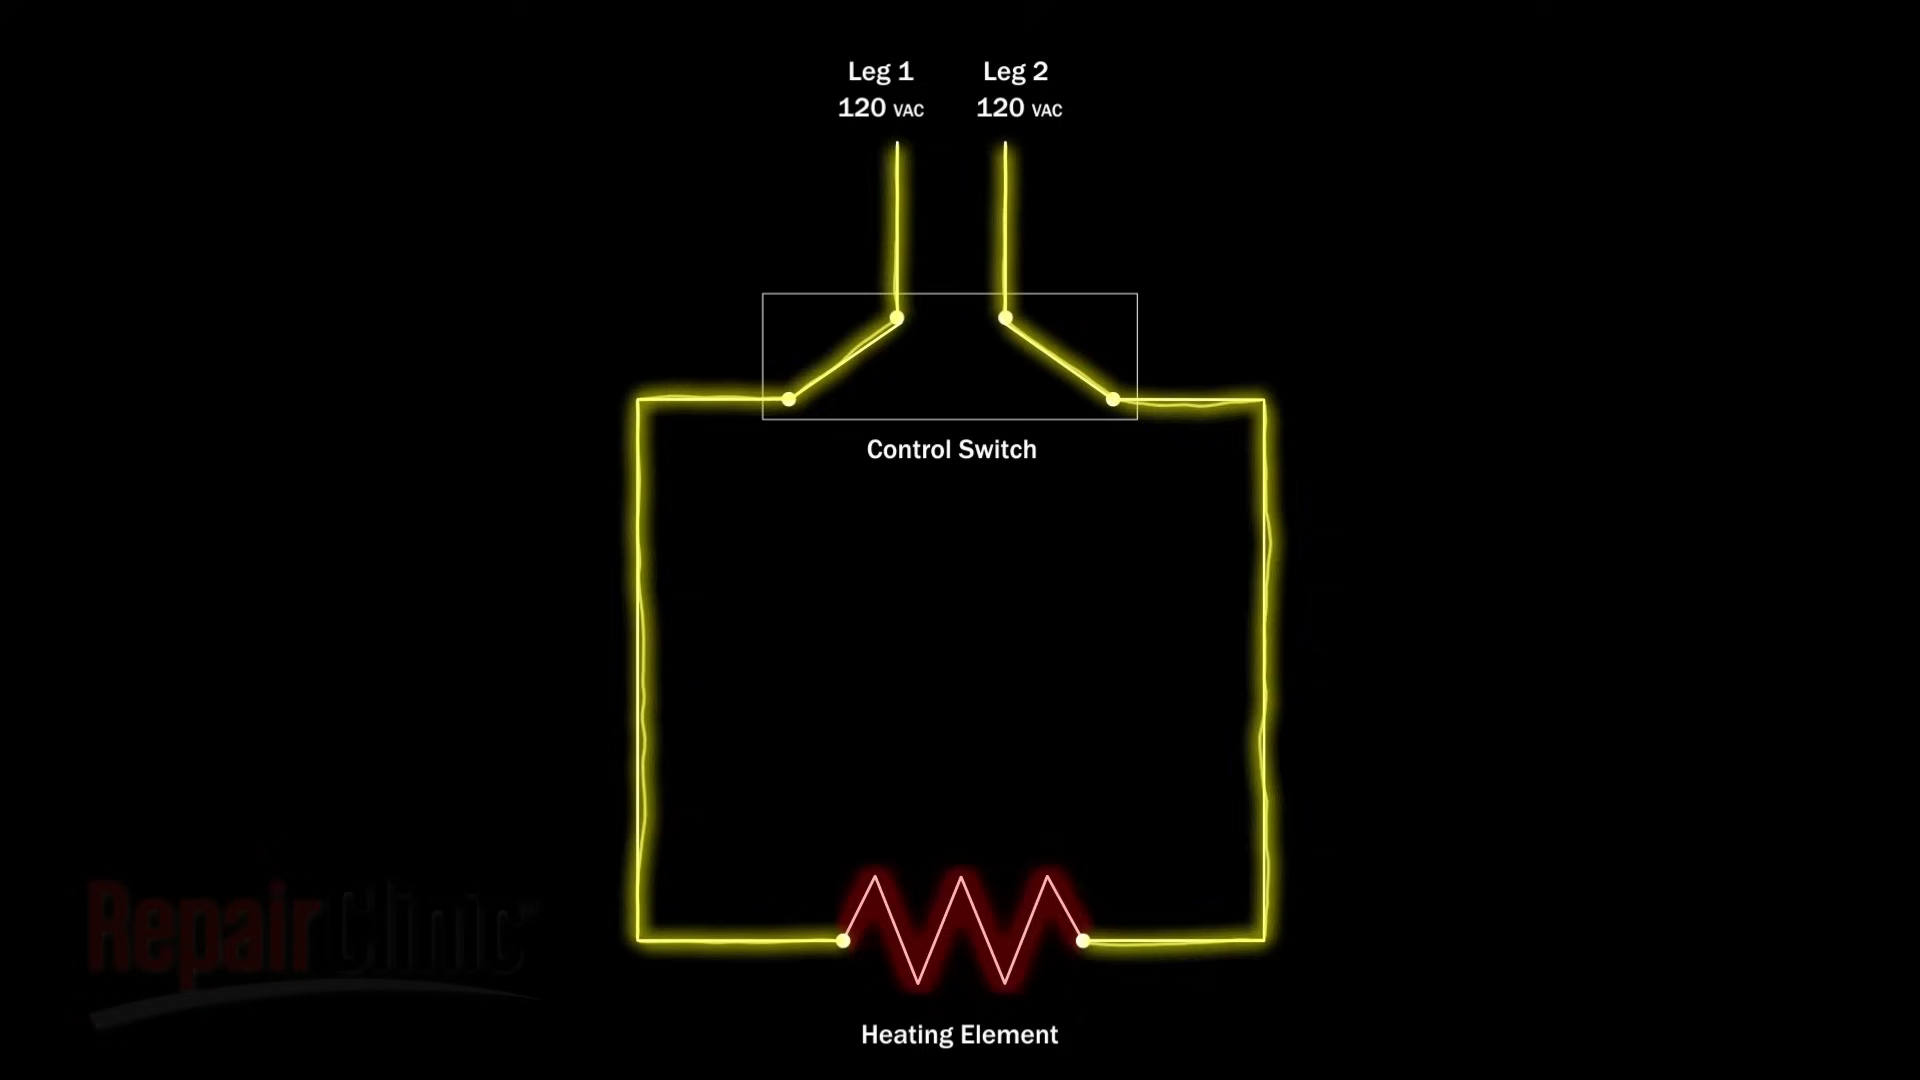 Leg 1
120 VAC
Leg 2
120 VAC
Control Switch
RepairClinic
Heating Element